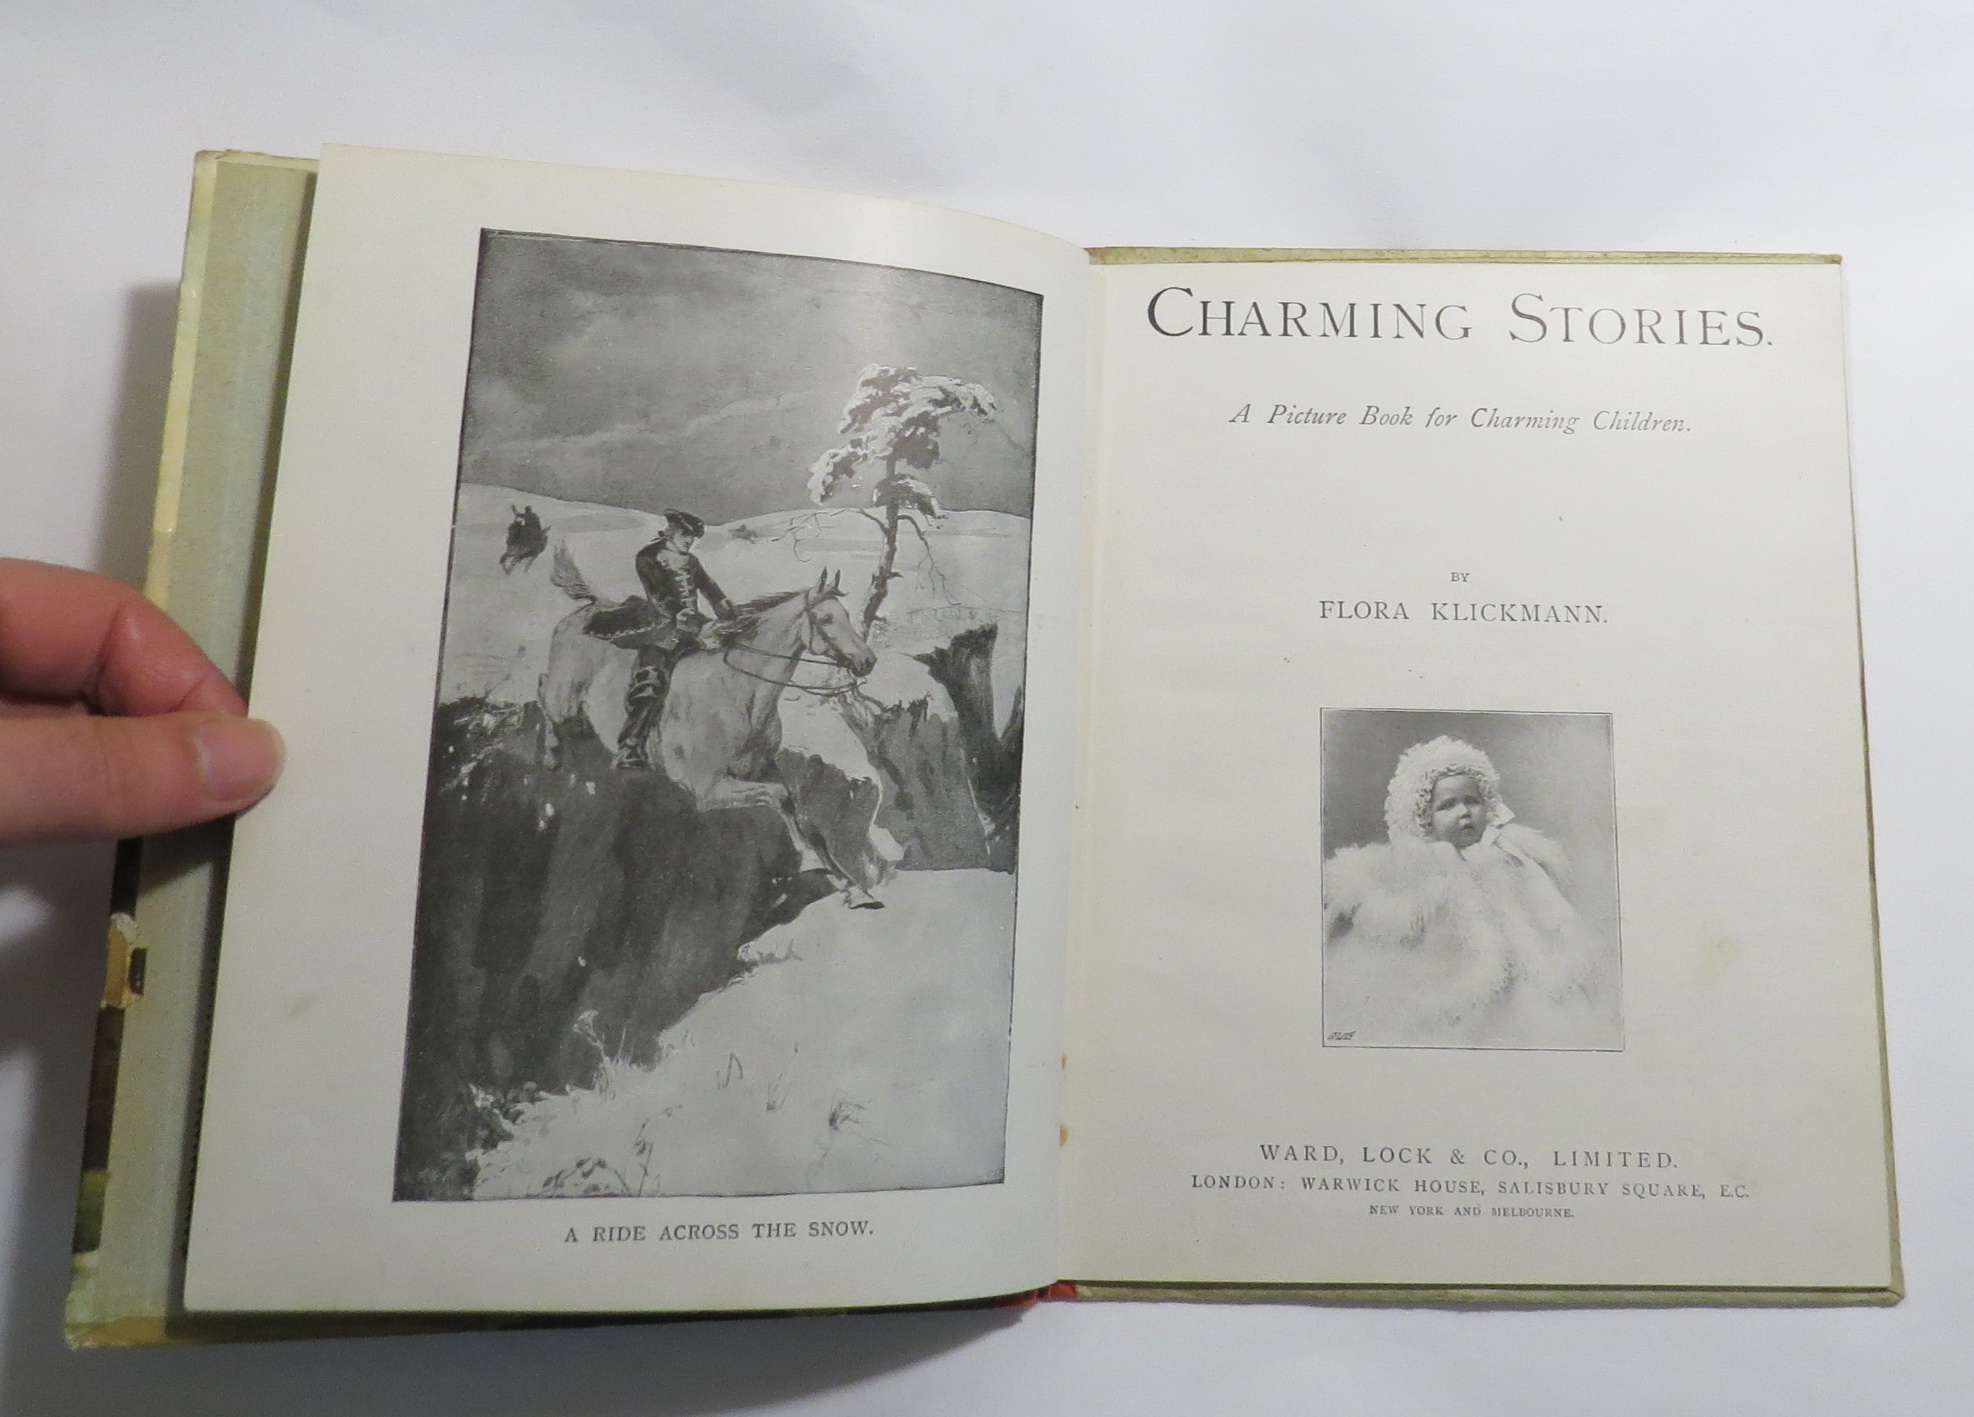 A RIDE ACROSS THE SNOW.
CHARMING STORIES.
A Picture Book for Charming Children.
BY
FLORA KLICKMANN.
WARD, LOCK & CO., LIMITED.
LONDON: WARWICK HOUSE, SALISBURY SQUARE, E.C.
NEW YORK AND MELBOURNE.